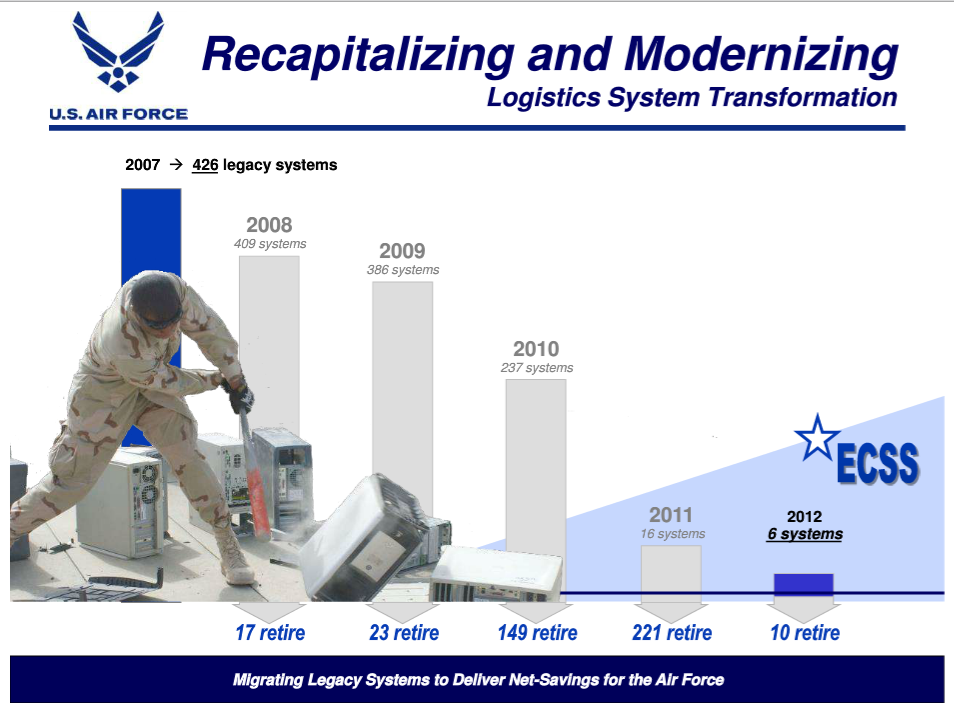 Recapitalizing and Modernizing
Logistics System Transformation
U.S. AIR FORCE
2007 → 426 legacy systems
2008
409 systems
2009
386 systems
2010
237 systems
2011
16 systems
2012
6 systems
ECSS
17 retire
23 retire
149 retire
221 retire
10 retire
Migrating Legacy Systems to Deliver Net-Savings for the Air Force